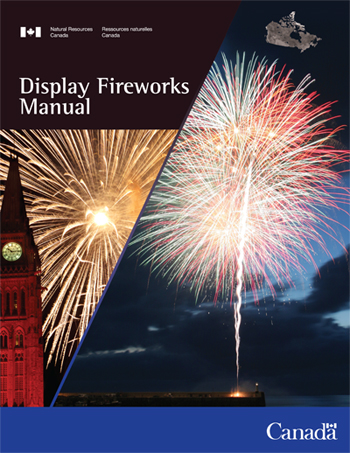 Natural Resources Ressources naturelles
Canada Canada
Display Fireworks
Manual
Canada